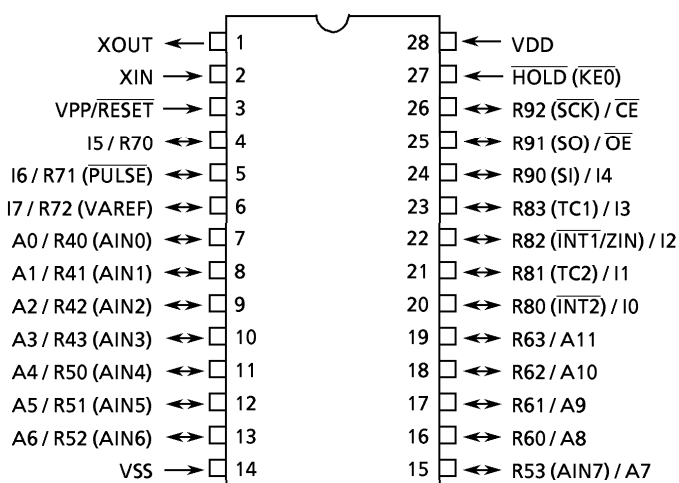 XOUT 1 28 VDD
XIN 2 27 HOLD (KE0)
VPP/RESET 3 26 R92 (SCK) / CE
I5 / R70 4 25 R91 (SO) / OE
I6 / R71 (PULSE) 5 24 R90 (SI) / I4
I7 / R72 (VAREF) 6 23 R83 (TC1) / I3
A0 / R40 (AIN0) 7 22 R82 (INT1/ZIN) / I2
A1 / R41 (AIN1) 8 21 R81 (TC2) / I1
A2 / R42 (AIN2) 9 20 R80 (INT2) / I0
A3 / R43 (AIN3) 10 19 R63 / A11
A4 / R50 (AIN4) 11 18 R62 / A10
A5 / R51 (AIN5) 12 17 R61 / A9
A6 / R52 (AIN6) 13 16 R60 / A8
VSS 14 15 R53 (AIN7) / A7